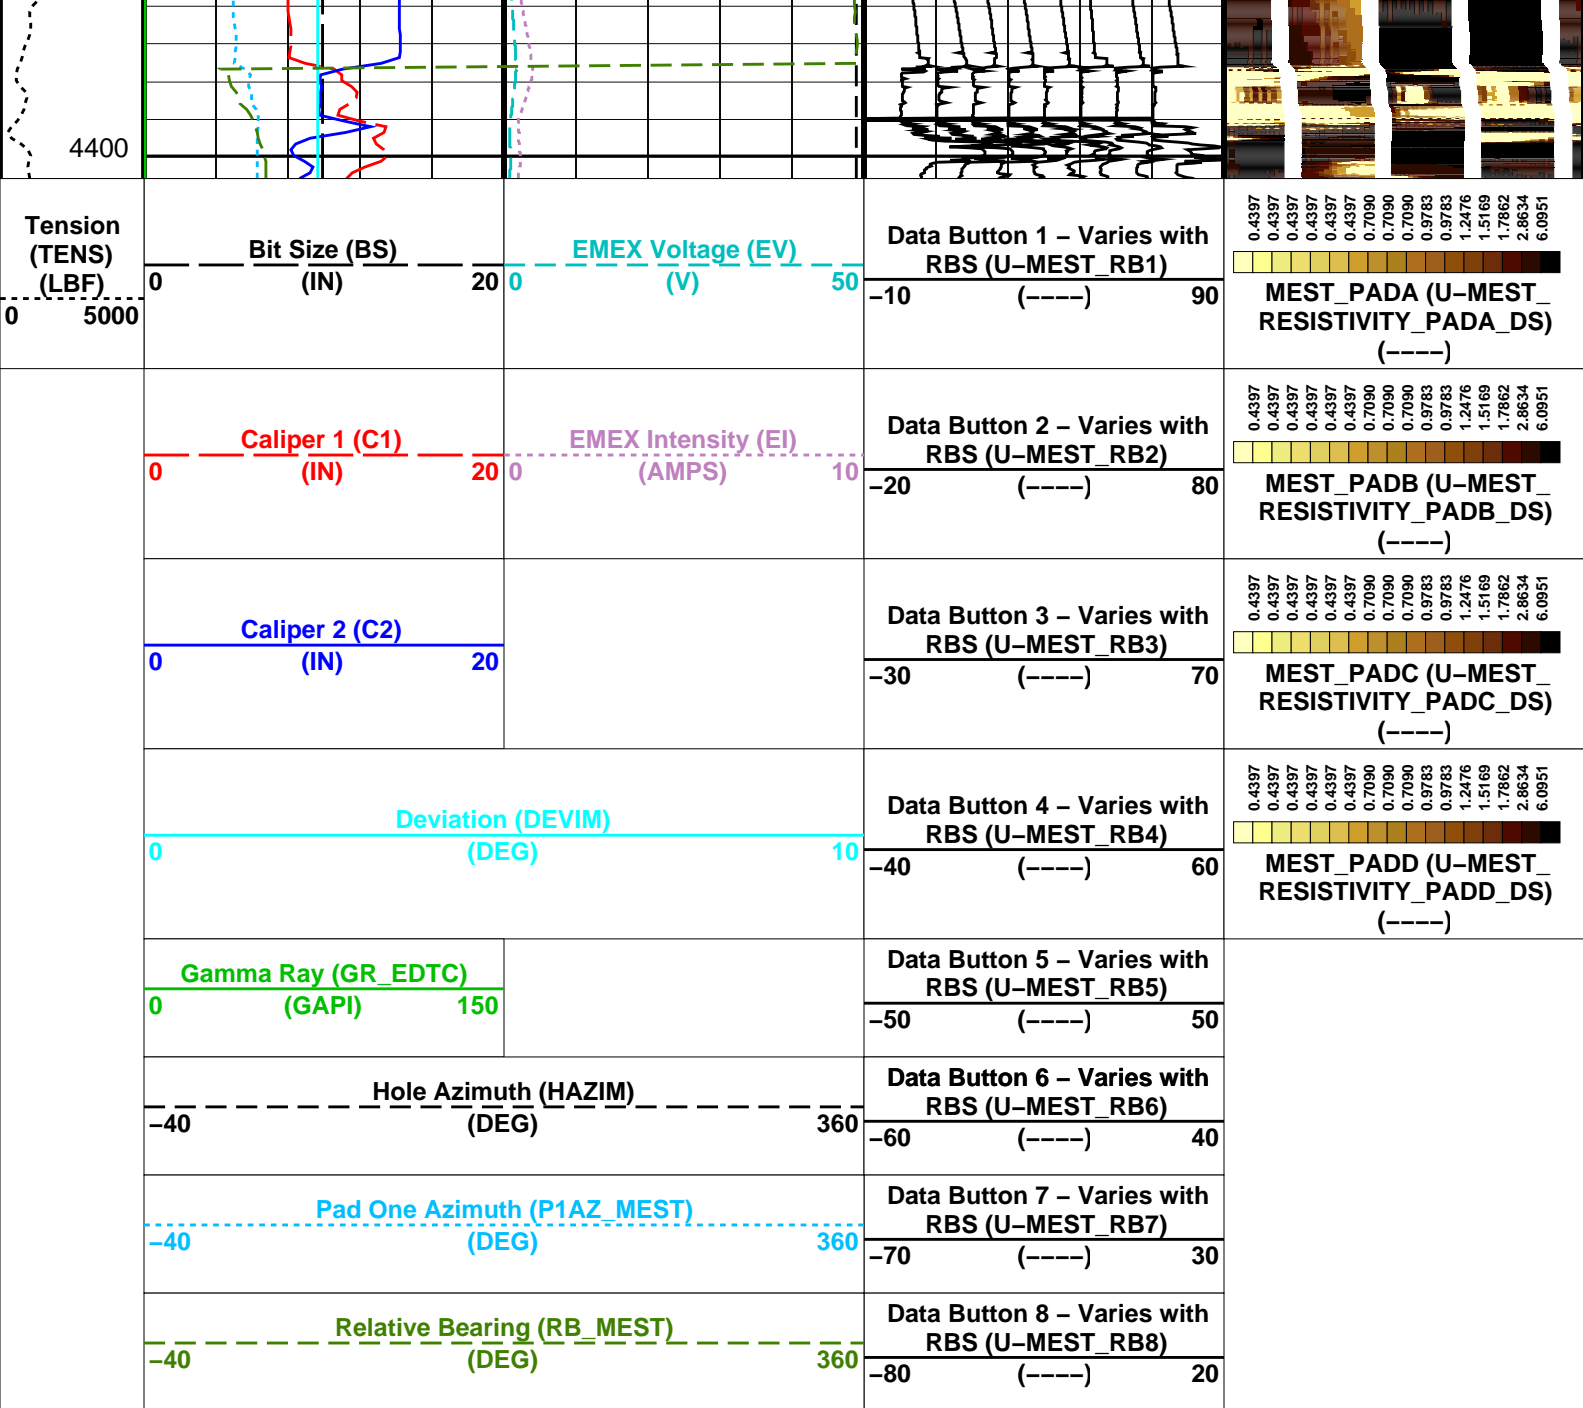 4400
Tension
(TENS)
(LBF)
0 5000
Bit Size (BS)
0 (IN) 20
EMEX Voltage (EV)
0 (V) 50
Data Button 1 – Varies with
RBS (U–MEST_RB1)
–10 (––––) 90
0.4397 0.4397 0.4397 0.4397 0.4397 0.4397 0.7090 0.7090 0.7090 0.9783 0.9783 1.2476 1.5169 1.7862 2.8634 6.0951
MEST_PADA (U–MEST_
RESISTIVITY_PADA_DS)
(––––)
Caliper 1 (C1)
0 (IN) 20
EMEX Intensity (EI)
0 (AMPS) 10
Data Button 2 – Varies with
RBS (U–MEST_RB2)
–20 (––––) 80
0.4397 0.4397 0.4397 0.4397 0.4397 0.4397 0.7090 0.7090 0.7090 0.9783 0.9783 1.2476 1.5169 1.7862 2.8634 6.0951
MEST_PADB (U–MEST_
RESISTIVITY_PADB_DS)
(––––)
Caliper 2 (C2)
0 (IN) 20
Data Button 3 – Varies with
RBS (U–MEST_RB3)
–30 (––––) 70
0.4397 0.4397 0.4397 0.4397 0.4397 0.4397 0.7090 0.7090 0.7090 0.9783 0.9783 1.2476 1.5169 1.7862 2.8634 6.0951
MEST_PADC (U–MEST_
RESISTIVITY_PADC_DS)
(––––)
Deviation (DEVIM)
0 (DEG) 10
Data Button 4 – Varies with
RBS (U–MEST_RB4)
–40 (––––) 60
0.4397 0.4397 0.4397 0.4397 0.4397 0.4397 0.7090 0.7090 0.7090 0.9783 0.9783 1.2476 1.5169 1.7862 2.8634 6.0951
MEST_PADD (U–MEST_
RESISTIVITY_PADD_DS)
(––––)
Gamma Ray (GR_EDTC)
0 (GAPI) 150
Data Button 5 – Varies with
RBS (U–MEST_RB5)
–50 (––––) 50
Hole Azimuth (HAZIM)
–40 (DEG) 360
Data Button 6 – Varies with
RBS (U–MEST_RB6)
–60 (––––) 40
Pad One Azimuth (P1AZ_MEST)
–40 (DEG) 360
Data Button 7 – Varies with
RBS (U–MEST_RB7)
–70 (––––) 30
Relative Bearing (RB_MEST)
–40 (DEG) 360
Data Button 8 – Varies with
RBS (U–MEST_RB8)
–80 (––––) 20